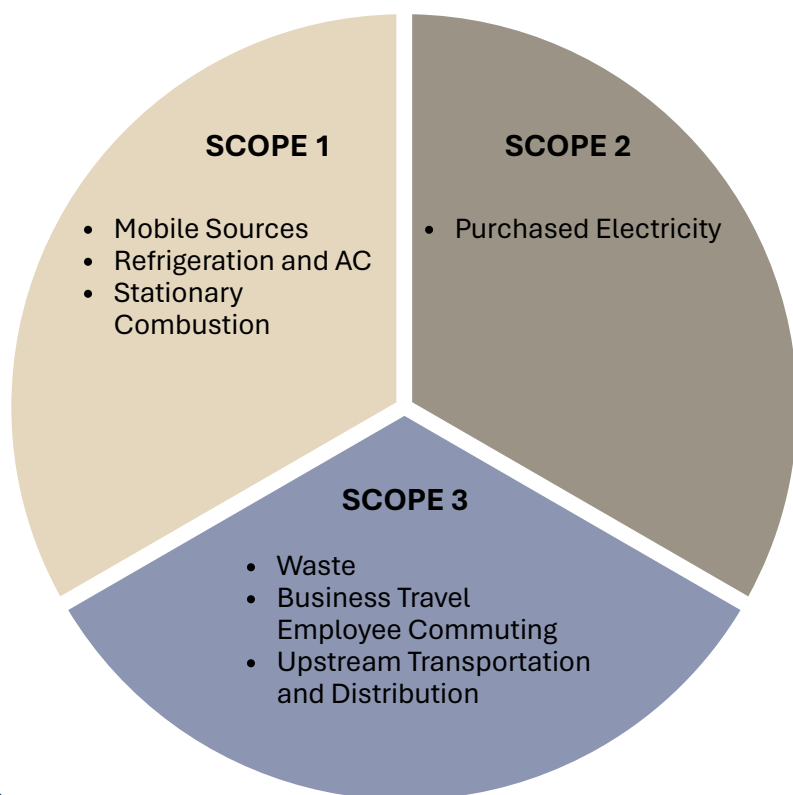 SCOPE 1
• Mobile Sources
• Refrigeration and AC
• Stationary
Combustion
SCOPE 2
• Purchased Electricity
SCOPE 3
• Waste
• Business Travel
Employee Commuting
• Upstream Transportation
and Distribution